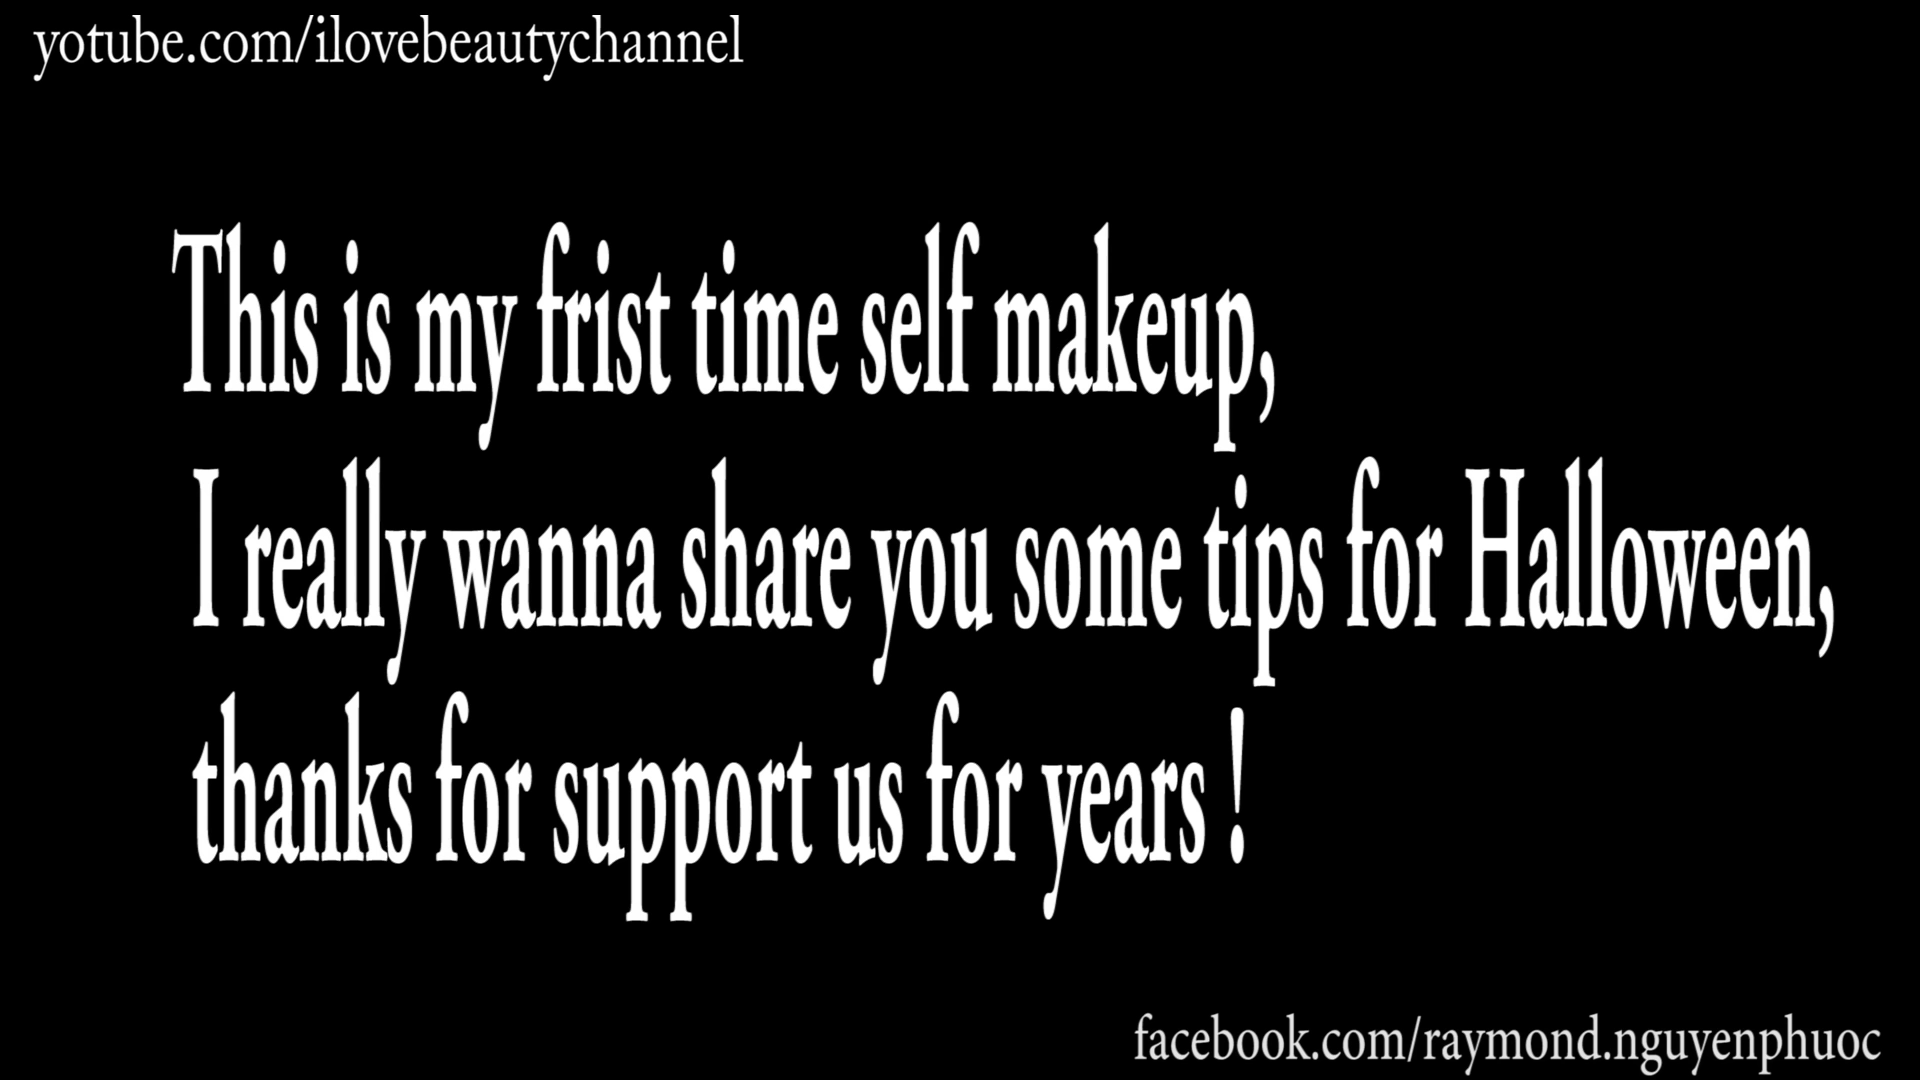 yotube.com/ilovebeautychannel
This is my frist time self makeup,
I really wanna share you some tips for Halloween,
thanks for support us for years !
facebook.com/raymond.nguyenphuoc